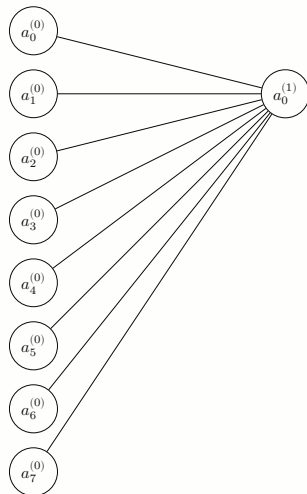 a_0^{(0)}
a_1^{(0)} a_0^{(1)}
a_2^{(0)}
a_3^{(0)}
a_4^{(0)}
a_5^{(0)}
a_6^{(0)}
a_7^{(0)}